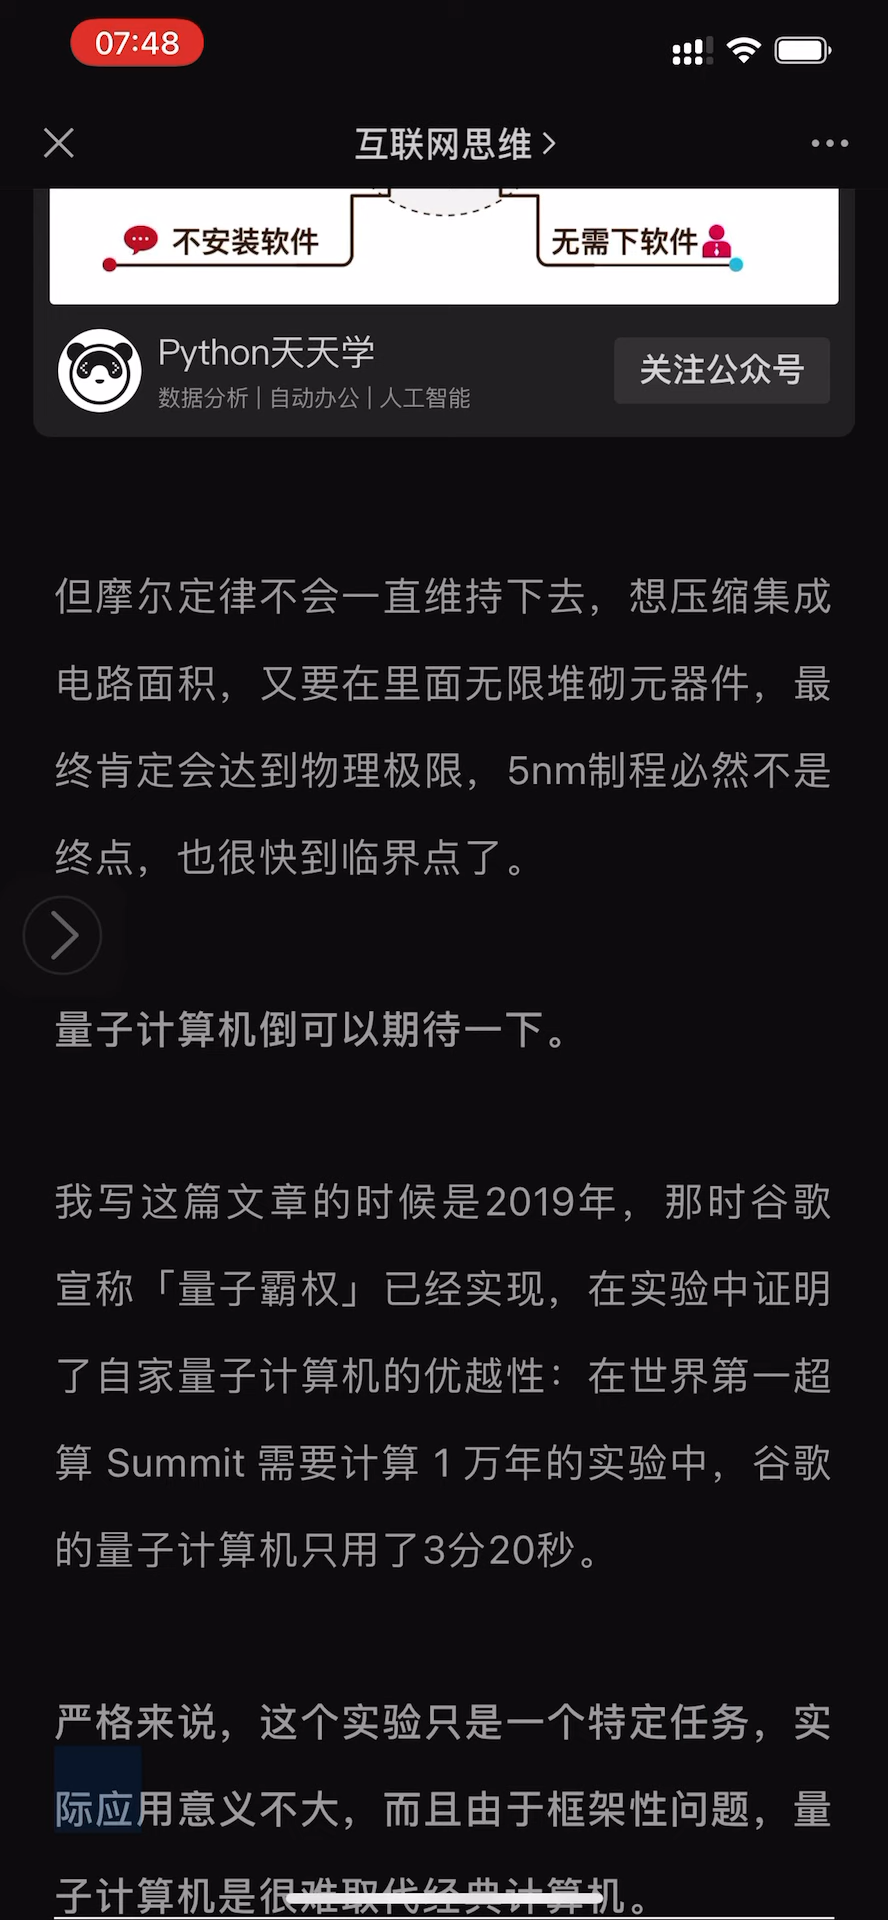 07:48
互联网思维
不安装软件
无需下软件
Python天天学
数据分析 | 自动办公 | 人工智能
关注公众号
但摩尔定律不会一直维持下去，想压缩集成
电路面积，又要在里面无限堆砌元器件，最
终肯定会达到物理极限，5nm制程必然不是
终点，也很快到临界点了。
量子计算机倒可以期待一下。
我写这篇文章的时候是2019年，那时谷歌
宣称「量子霸权」已经实现，在实验中证明
了自家量子计算机的优越性：在世界第一超
算 Summit 需要计算 1 万年的实验中，谷歌
的量子计算机只用了3分20秒。
严格来说，这个实验只是一个特定任务，实
际应用意义不大，而且由于框架性问题，量
子计算机是很难取代经典计算机。